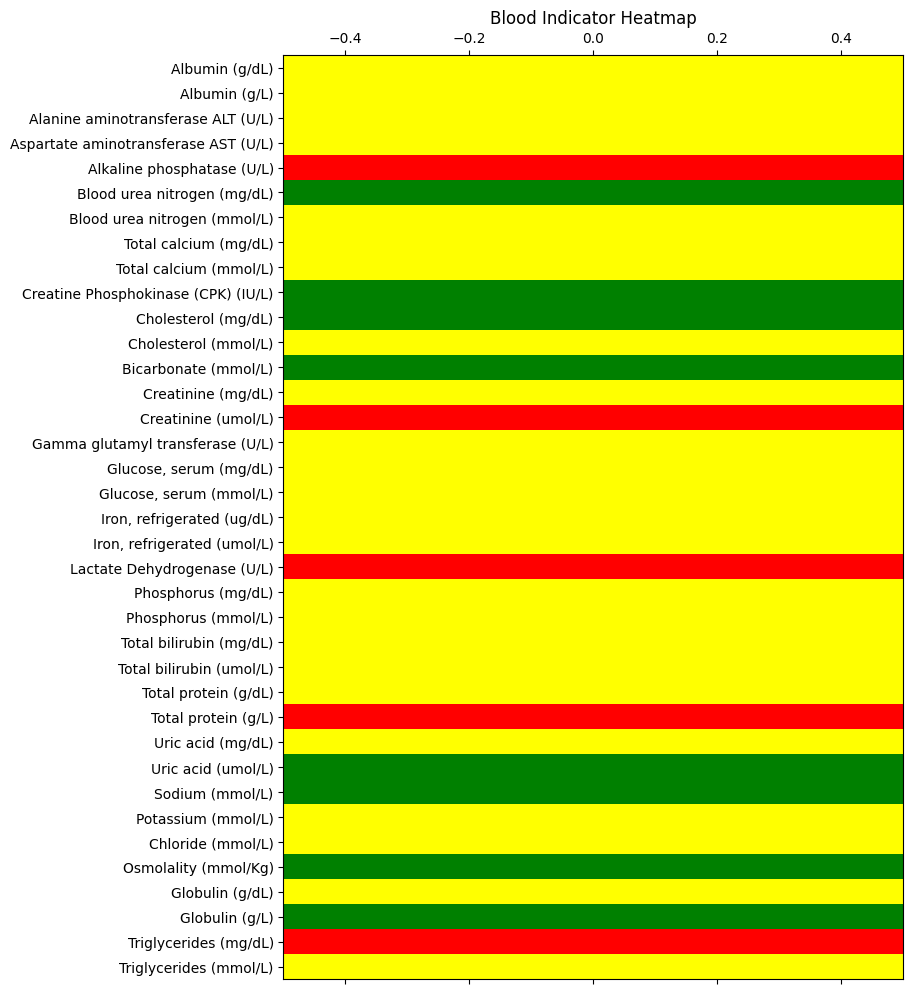 Blood Indicator Heatmap
−0.4 −0.2 0.0 0.2 0.4
Albumin (g/dL)
Albumin (g/L)
Alanine aminotransferase ALT (U/L)
Aspartate aminotransferase AST (U/L)
Alkaline phosphatase (U/L)
Blood urea nitrogen (mg/dL)
Blood urea nitrogen (mmol/L)
Total calcium (mg/dL)
Total calcium (mmol/L)
Creatine Phosphokinase (CPK) (IU/L)
Cholesterol (mg/dL)
Cholesterol (mmol/L)
Bicarbonate (mmol/L)
Creatinine (mg/dL)
Creatinine (umol/L)
Gamma glutamyl transferase (U/L)
Glucose, serum (mg/dL)
Glucose, serum (mmol/L)
Iron, refrigerated (ug/dL)
Iron, refrigerated (umol/L)
Lactate Dehydrogenase (U/L)
Phosphorus (mg/dL)
Phosphorus (mmol/L)
Total bilirubin (mg/dL)
Total bilirubin (umol/L)
Total protein (g/dL)
Total protein (g/L)
Uric acid (mg/dL)
Uric acid (umol/L)
Sodium (mmol/L)
Potassium (mmol/L)
Chloride (mmol/L)
Osmolality (mmol/Kg)
Globulin (g/dL)
Globulin (g/L)
Triglycerides (mg/dL)
Triglycerides (mmol/L)